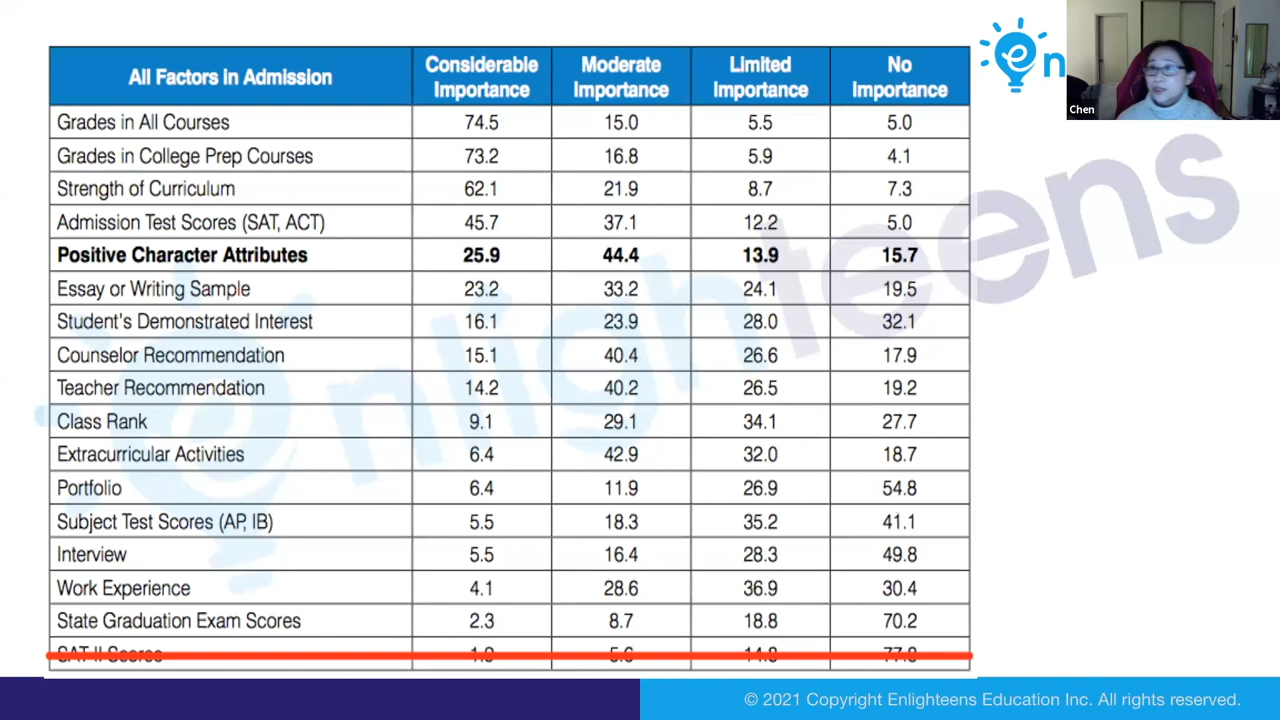 All Factors in Admission Considerable Importance Moderate Importance Limited Importance No Importance
Grades in All Courses 74.5 15.0 5.5 5.0
Grades in College Prep Courses 73.2 16.8 5.9 4.1
Strength of Curriculum 62.1 21.9 8.7 7.3
Admission Test Scores (SAT, ACT) 45.7 37.1 12.2 5.0
Positive Character Attributes 25.9 44.4 13.9 15.7
Essay or Writing Sample 23.2 33.2 24.1 19.5
Student's Demonstrated Interest 16.1 23.9 28.0 32.1
Counselor Recommendation 15.1 40.4 26.6 17.9
Teacher Recommendation 14.2 40.2 26.5 19.2
Class Rank 9.1 29.1 34.1 27.7
Extracurricular Activities 6.4 42.9 32.0 18.7
Portfolio 6.4 11.9 26.9 54.8
Subject Test Scores (AP, IB) 5.5 18.3 35.2 41.1
Interview 5.5 16.4 28.3 49.8
Work Experience 4.1 28.6 36.9 30.4
State Graduation Exam Scores 2.3 8.7 18.8 70.2
SAT II Scores
en
Chen
enlighteens
© 2021 Copyright Enlighteens Education Inc. All rights reserved.